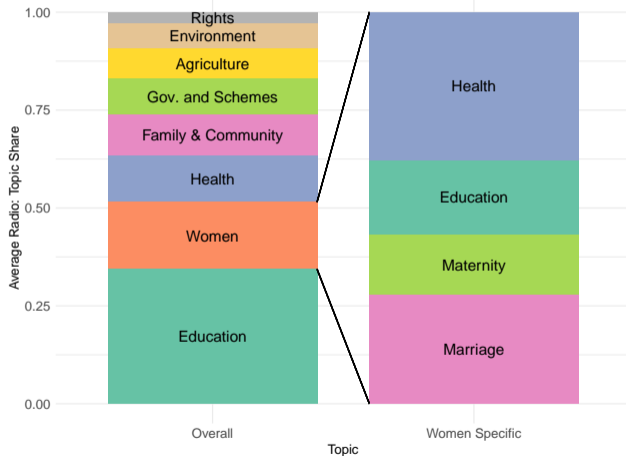 Average Radio: Topic Share
1.00
0.75
0.50
0.25
0.00
Rights
Environment
Agriculture
Gov. and Schemes
Family & Community
Health
Women
Education
Health
Education
Maternity
Marriage
Overall
Women Specific
Topic